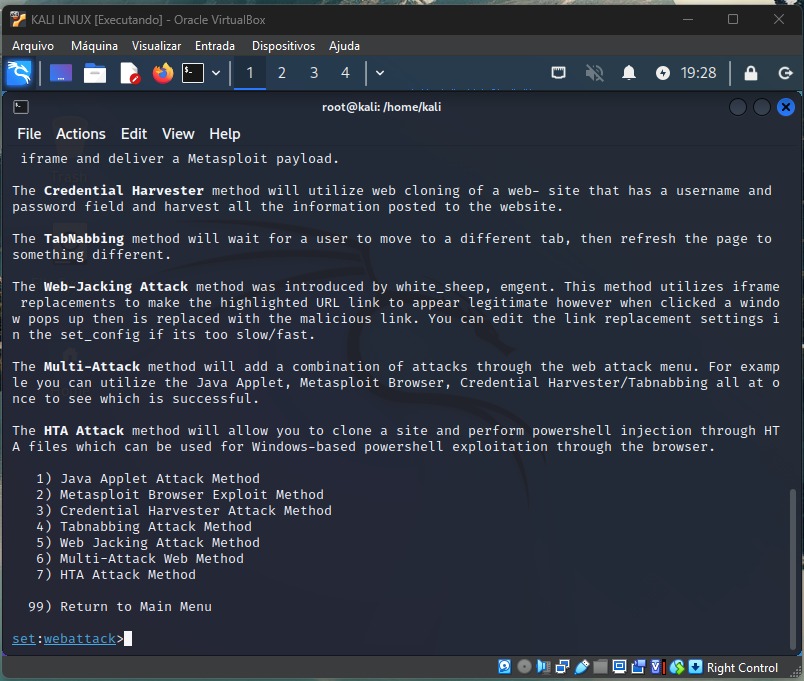 KALI LINUX [Executando] - Oracle VirtualBox
Arquivo Máquina Visualizar Entrada Dispositivos Ajuda
1 2 3 4 19:28
root@kali: /home/kali
File Actions Edit View Help
iframe and deliver a Metasploit payload.
The Credential Harvester method will utilize web cloning of a web- site that has a username and
password field and harvest all the information posted to the website.
The TabNabbing method will wait for a user to move to a different tab, then refresh the page to
something different.
The Web-Jacking Attack method was introduced by white_sheep, emgent. This method utilizes iframe
replacements to make the highlighted URL link to appear legitimate however when clicked a windo
w pops up then is replaced with the malicious link. You can edit the link replacement settings i
n the set_config if its too slow/fast.
The Multi-Attack method will add a combination of attacks through the web attack menu. For examp
le you can utilize the Java Applet, Metasploit Browser, Credential Harvester/Tabnabbing all at o
nce to see which is successful.
The HTA Attack method will allow you to clone a site and perform powershell injection through HT
A files which can be used for Windows-based powershell exploitation through the browser.
1) Java Applet Attack Method
2) Metasploit Browser Exploit Method
3) Credential Harvester Attack Method
4) Tabnabbing Attack Method
5) Web Jacking Attack Method
6) Multi-Attack Web Method
7) HTA Attack Method
99) Return to Main Menu
set:webattack>
Right Control